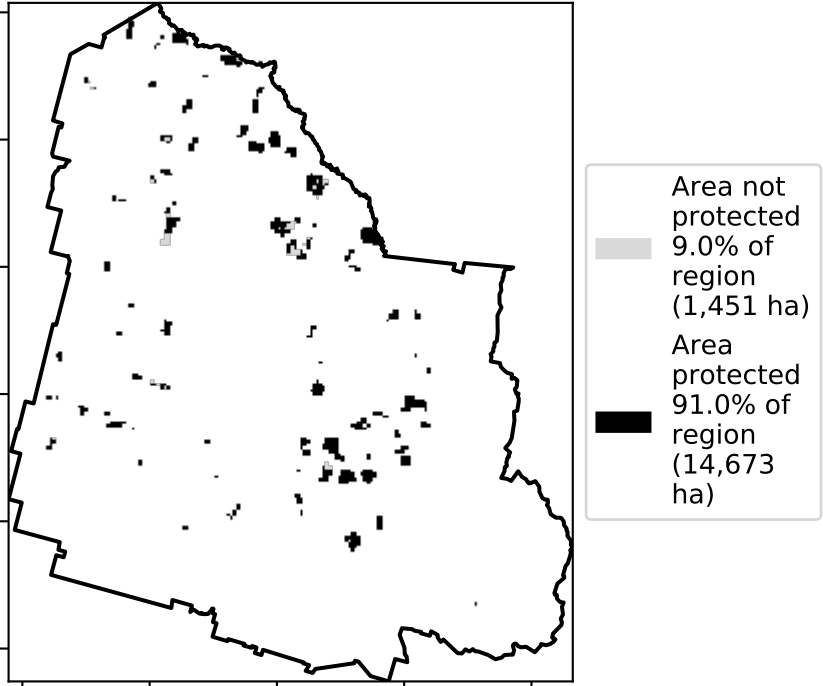 Area not
protected
9.0% of
region
(1,451 ha)
Area
protected
91.0% of
region
(14,673
ha)